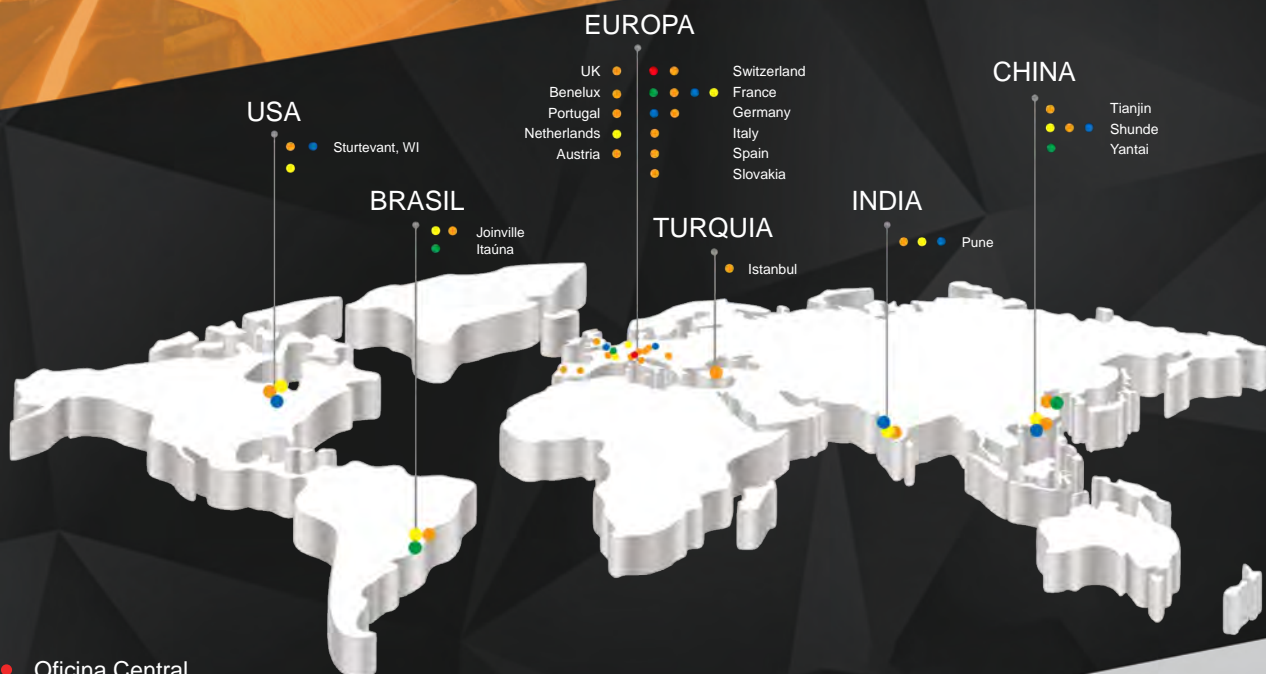 EUROPA
UK
Benelux
Portugal
Netherlands
Austria
Switzerland
France
Germany
Italy
Spain
Slovakia
CHINA
Tianjin
Shunde
Yantai
USA
Sturtevant, WI
BRASIL
Joinville
Itaúna
TURQUIA
Istanbul
INDIA
Pune
Oficina Central